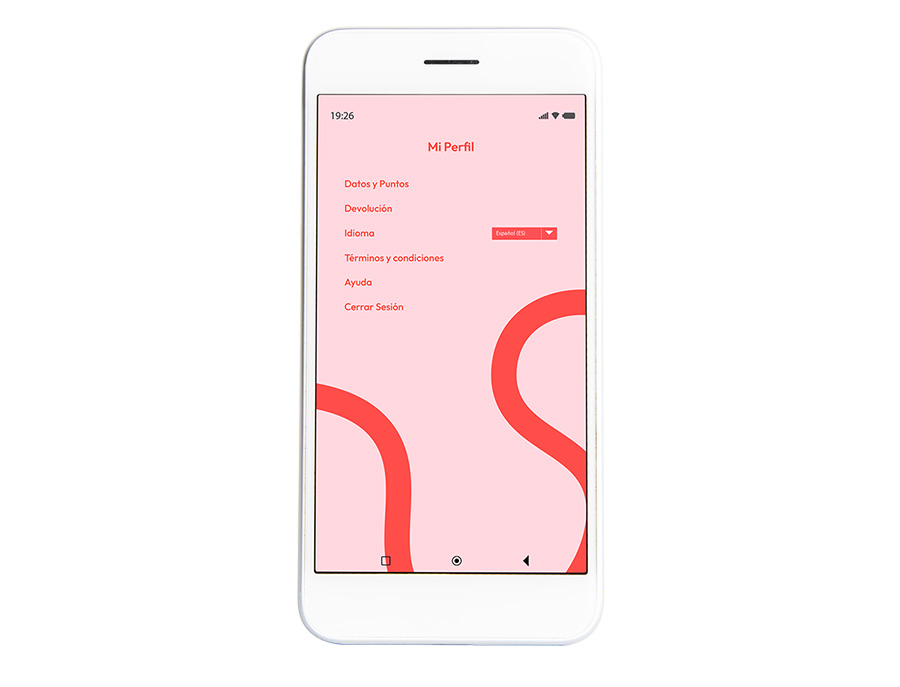 19:26
Mi Perfil
Datos y Puntos
Devolución
Idioma
Español (ES)
Términos y condiciones
Ayuda
Cerrar Sesión